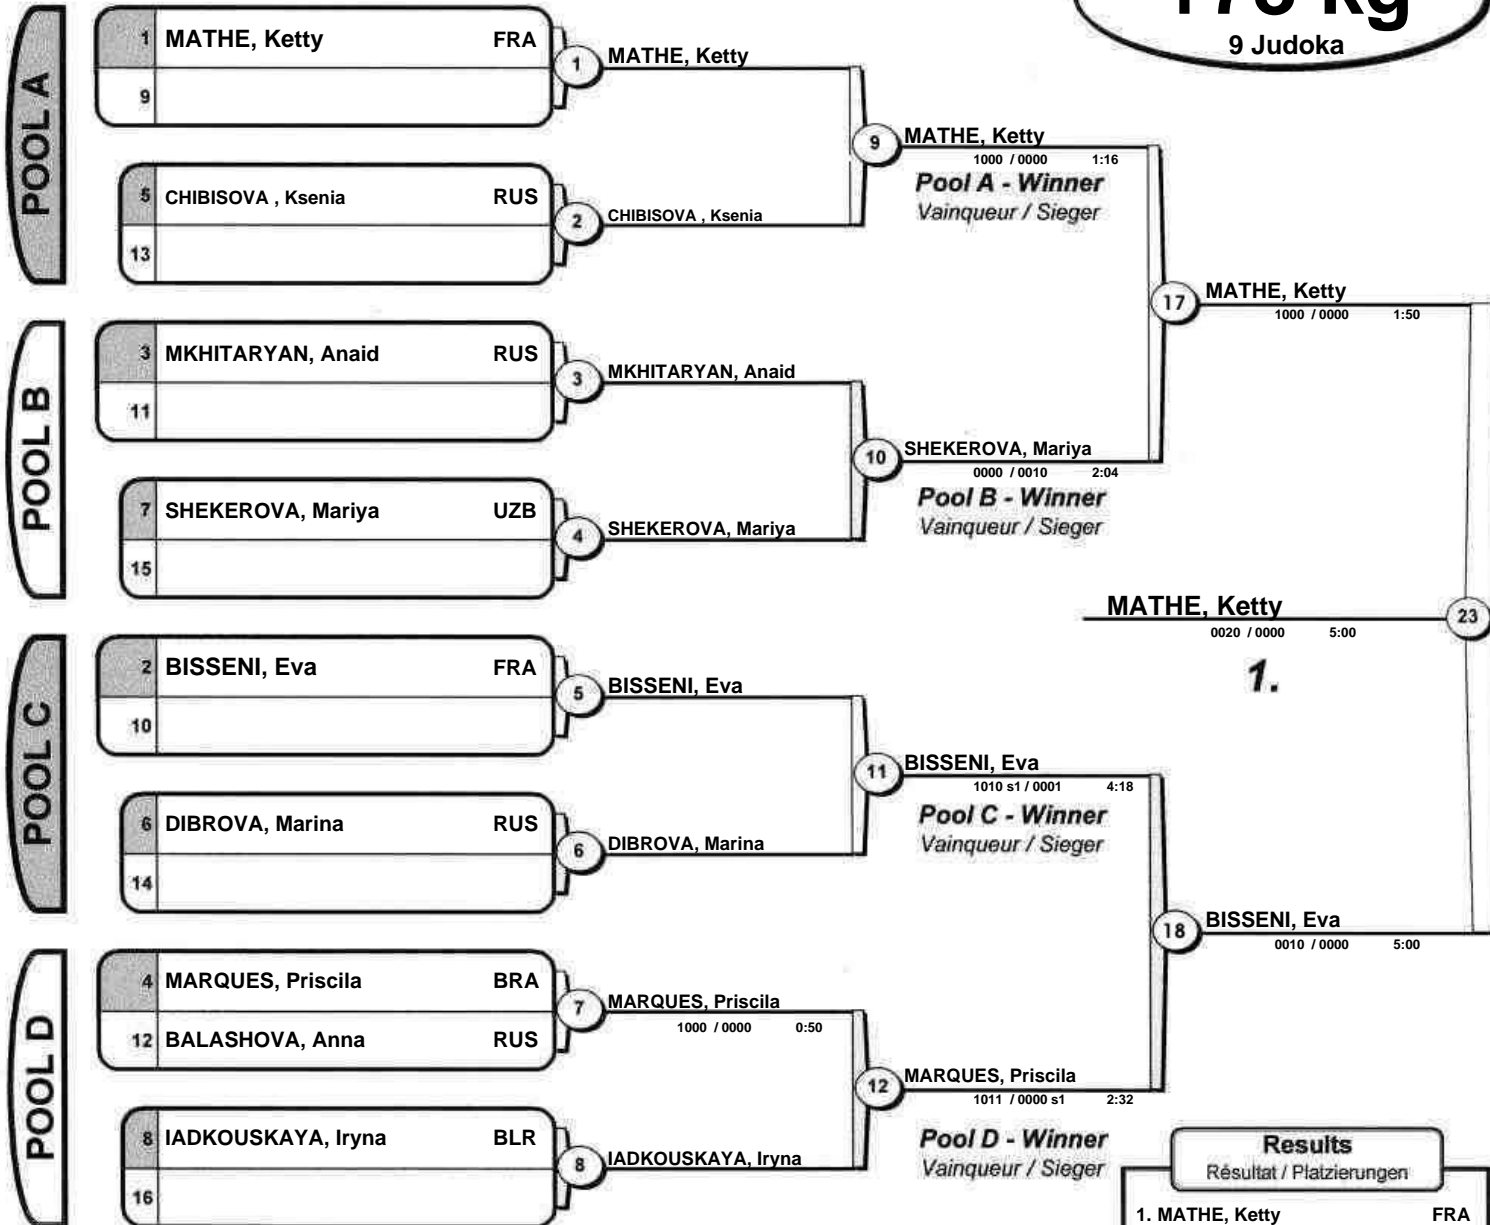 9 Judoka
POOL A
1 MATHE, Ketty FRA
9
1 MATHE, Ketty
5 CHIBISOVA , Ksenia RUS
13
2 CHIBISOVA , Ksenia
9 MATHE, Ketty
1000 / 0000 1:16
Pool A - Winner
Vainqueur / Sieger
POOL B
3 MKHITARYAN, Anaid RUS
11
3 MKHITARYAN, Anaid
7 SHEKEROVA, Mariya UZB
15
4 SHEKEROVA, Mariya
10 SHEKEROVA, Mariya
0000 / 0010 2:04
Pool B - Winner
Vainqueur / Sieger
17 MATHE, Ketty
1000 / 0000 1:50
MATHE, Ketty 23
0020 / 0000 5:00
1.
POOL C
2 BISSENI, Eva FRA
10
5 BISSENI, Eva
6 DIBROVA, Marina RUS
14
6 DIBROVA, Marina
11 BISSENI, Eva
1010 s1 / 0001 4:18
Pool C - Winner
Vainqueur / Sieger
POOL D
4 MARQUES, Priscila BRA
12 BALASHOVA, Anna RUS
7 MARQUES, Priscila
1000 / 0000 0:50
8 IADKOUSKAYA, Iryna BLR
16
8 IADKOUSKAYA, Iryna
12 MARQUES, Priscila
1011 / 0000 s1 2:32
Pool D - Winner
Vainqueur / Sieger
18 BISSENI, Eva
0010 / 0000 5:00
Results
Résultat / Platzierungen
1. MATHE, Ketty FRA